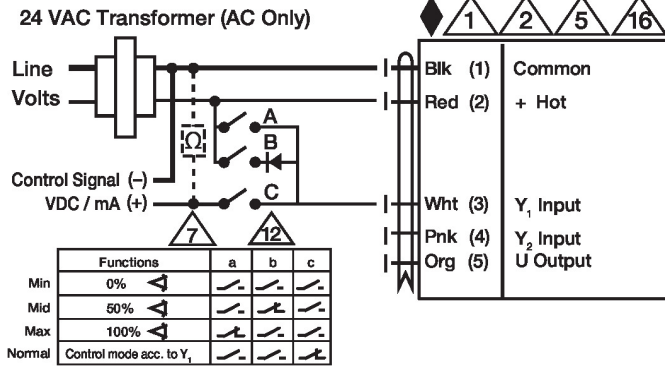 24 VAC Transformer (AC Only)
1 2 5 16
Line
Volts
Blk (1) Common
Red (2) + Hot
A
Ω
B
Control Signal (–)
VDC / mA (+)
C
Wht (3) Y₁ Input
Pnk (4) Y₂ Input
Org (5) U Output
7 12
Functions a b c
Min 0%
Mid 50%
Max 100%
Normal Control mode acc. to Y₁